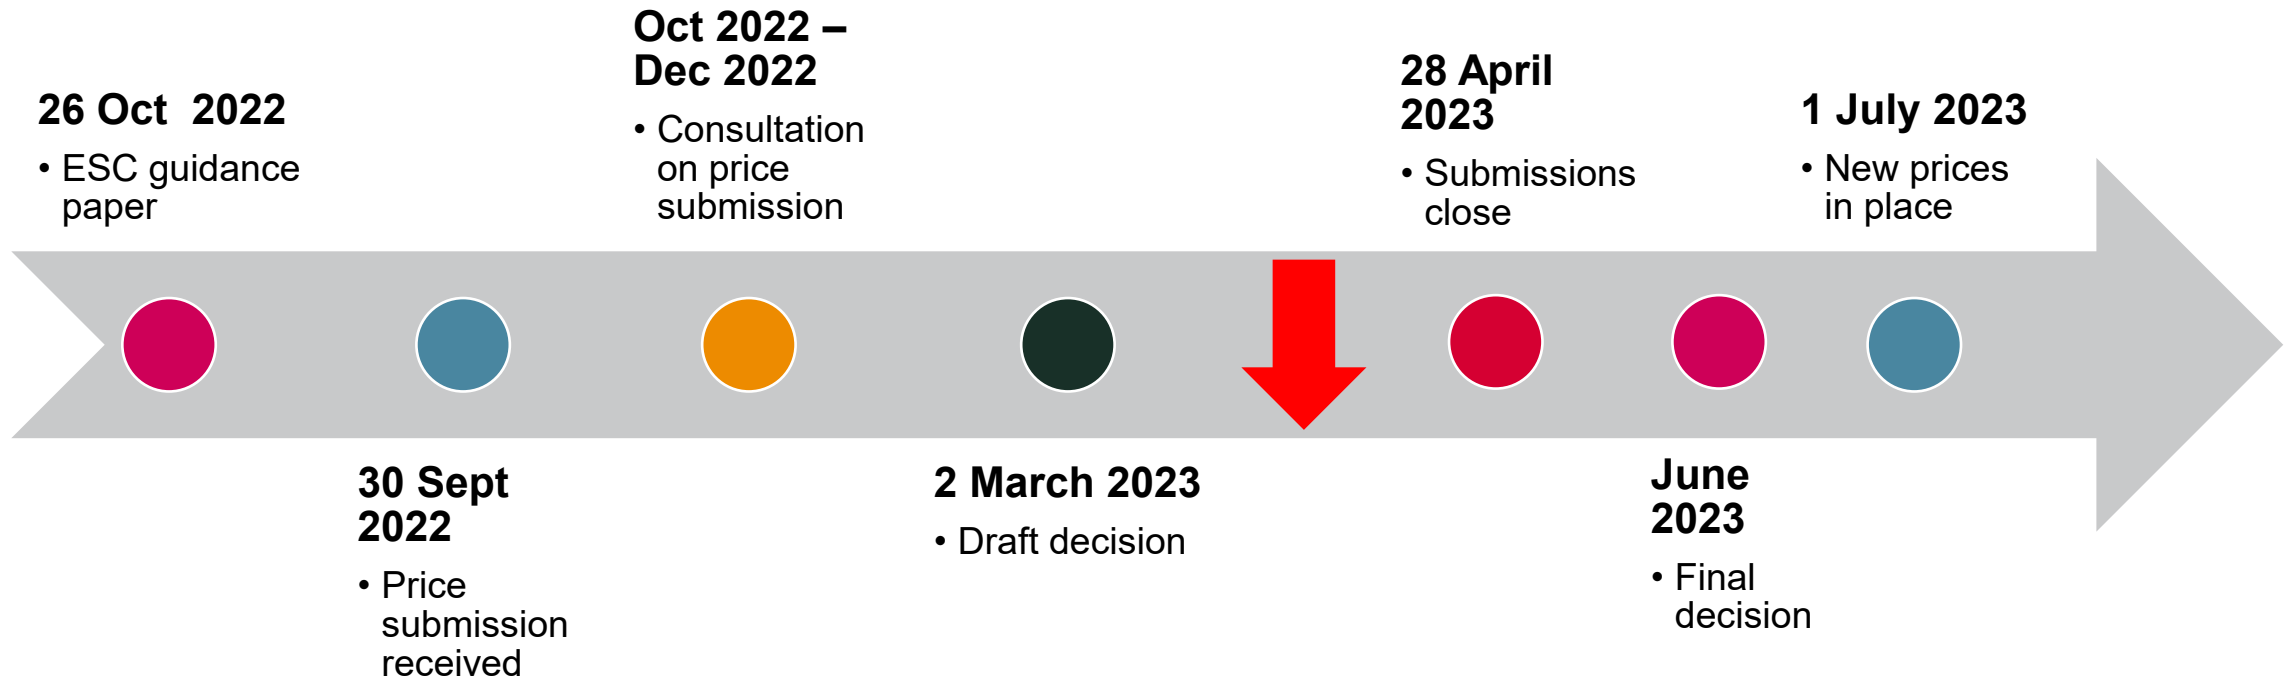 26 Oct  2022
• ESC guidance
paper
30 Sept
2022
• Price
submission
received
Oct 2022 –
Dec 2022
• Consultation
on price
submission
2 March 2023
• Draft decision
28 April
2023
• Submissions
close
June
2023
• Final
decision
1 July 2023
• New prices
in place